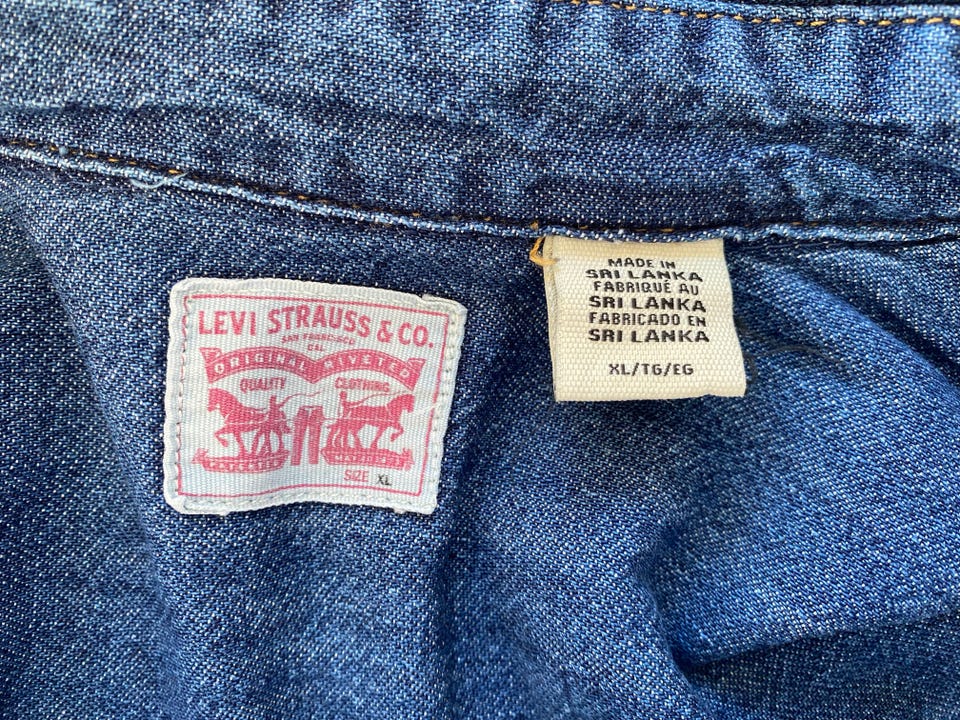 LEVI STRAUSS & CO.
SAN FRANCISCO
CAL
ORIGINAL RIVETED
QUALITY CLOTHING
SIZE XL
MADE IN
SRI LANKA
FABRIQUÉ AU
SRI LANKA
FABRICADO EN
SRI LANKA
XL/TG/EG